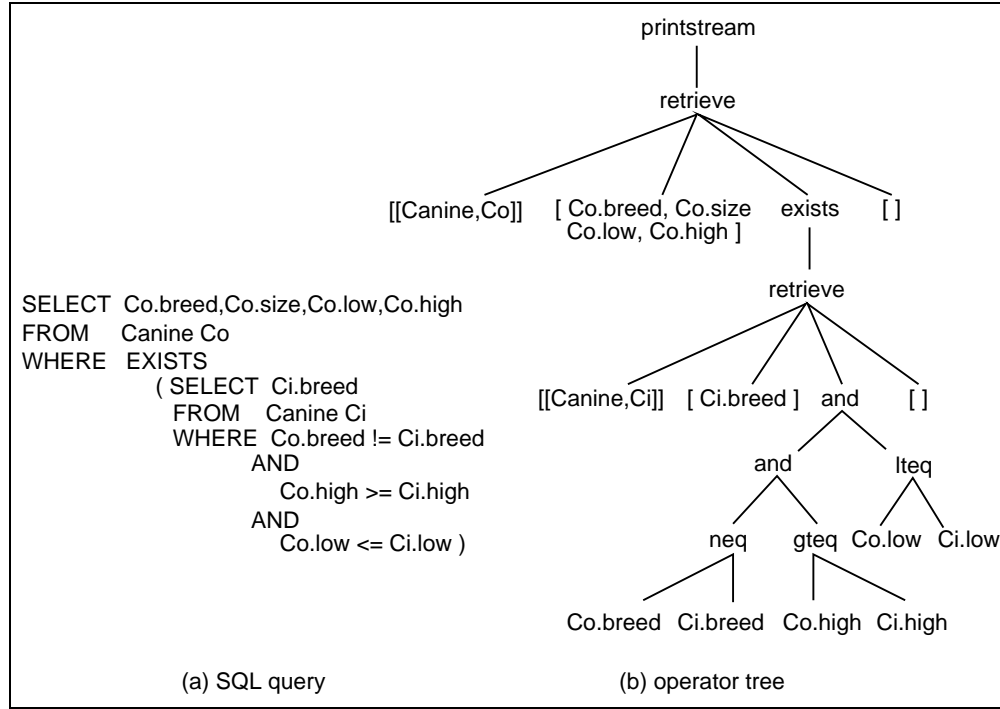 printstream
retrieve
[[Canine,Co]] [ Co.breed, Co.size exists [ ]
Co.low, Co.high ]
retrieve
[[Canine,Ci]] [ Ci.breed ] and [ ]
and lteq
neq gteq Co.low Ci.low
Co.breed Ci.breed Co.high Ci.high
SELECT Co.breed,Co.size,Co.low,Co.high
FROM Canine Co
WHERE EXISTS
( SELECT Ci.breed
FROM Canine Ci
WHERE Co.breed != Ci.breed
AND
Co.high >= Ci.high
AND
Co.low <= Ci.low )
(a) SQL query
(b) operator tree